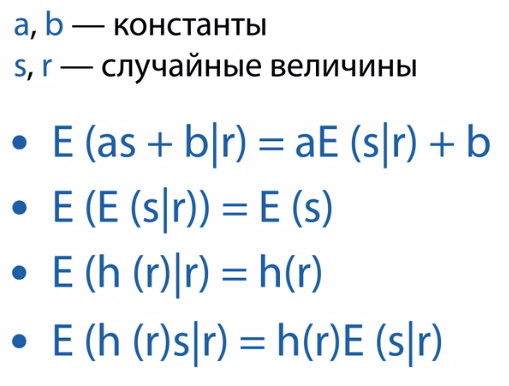 a, b — константы
s, r — случайные величины
• E (as + b|r) = aE (s|r) + b
• E (E (s|r)) = E (s)
• E (h (r)|r) = h(r)
• E (h (r)s|r) = h(r)E (s|r)